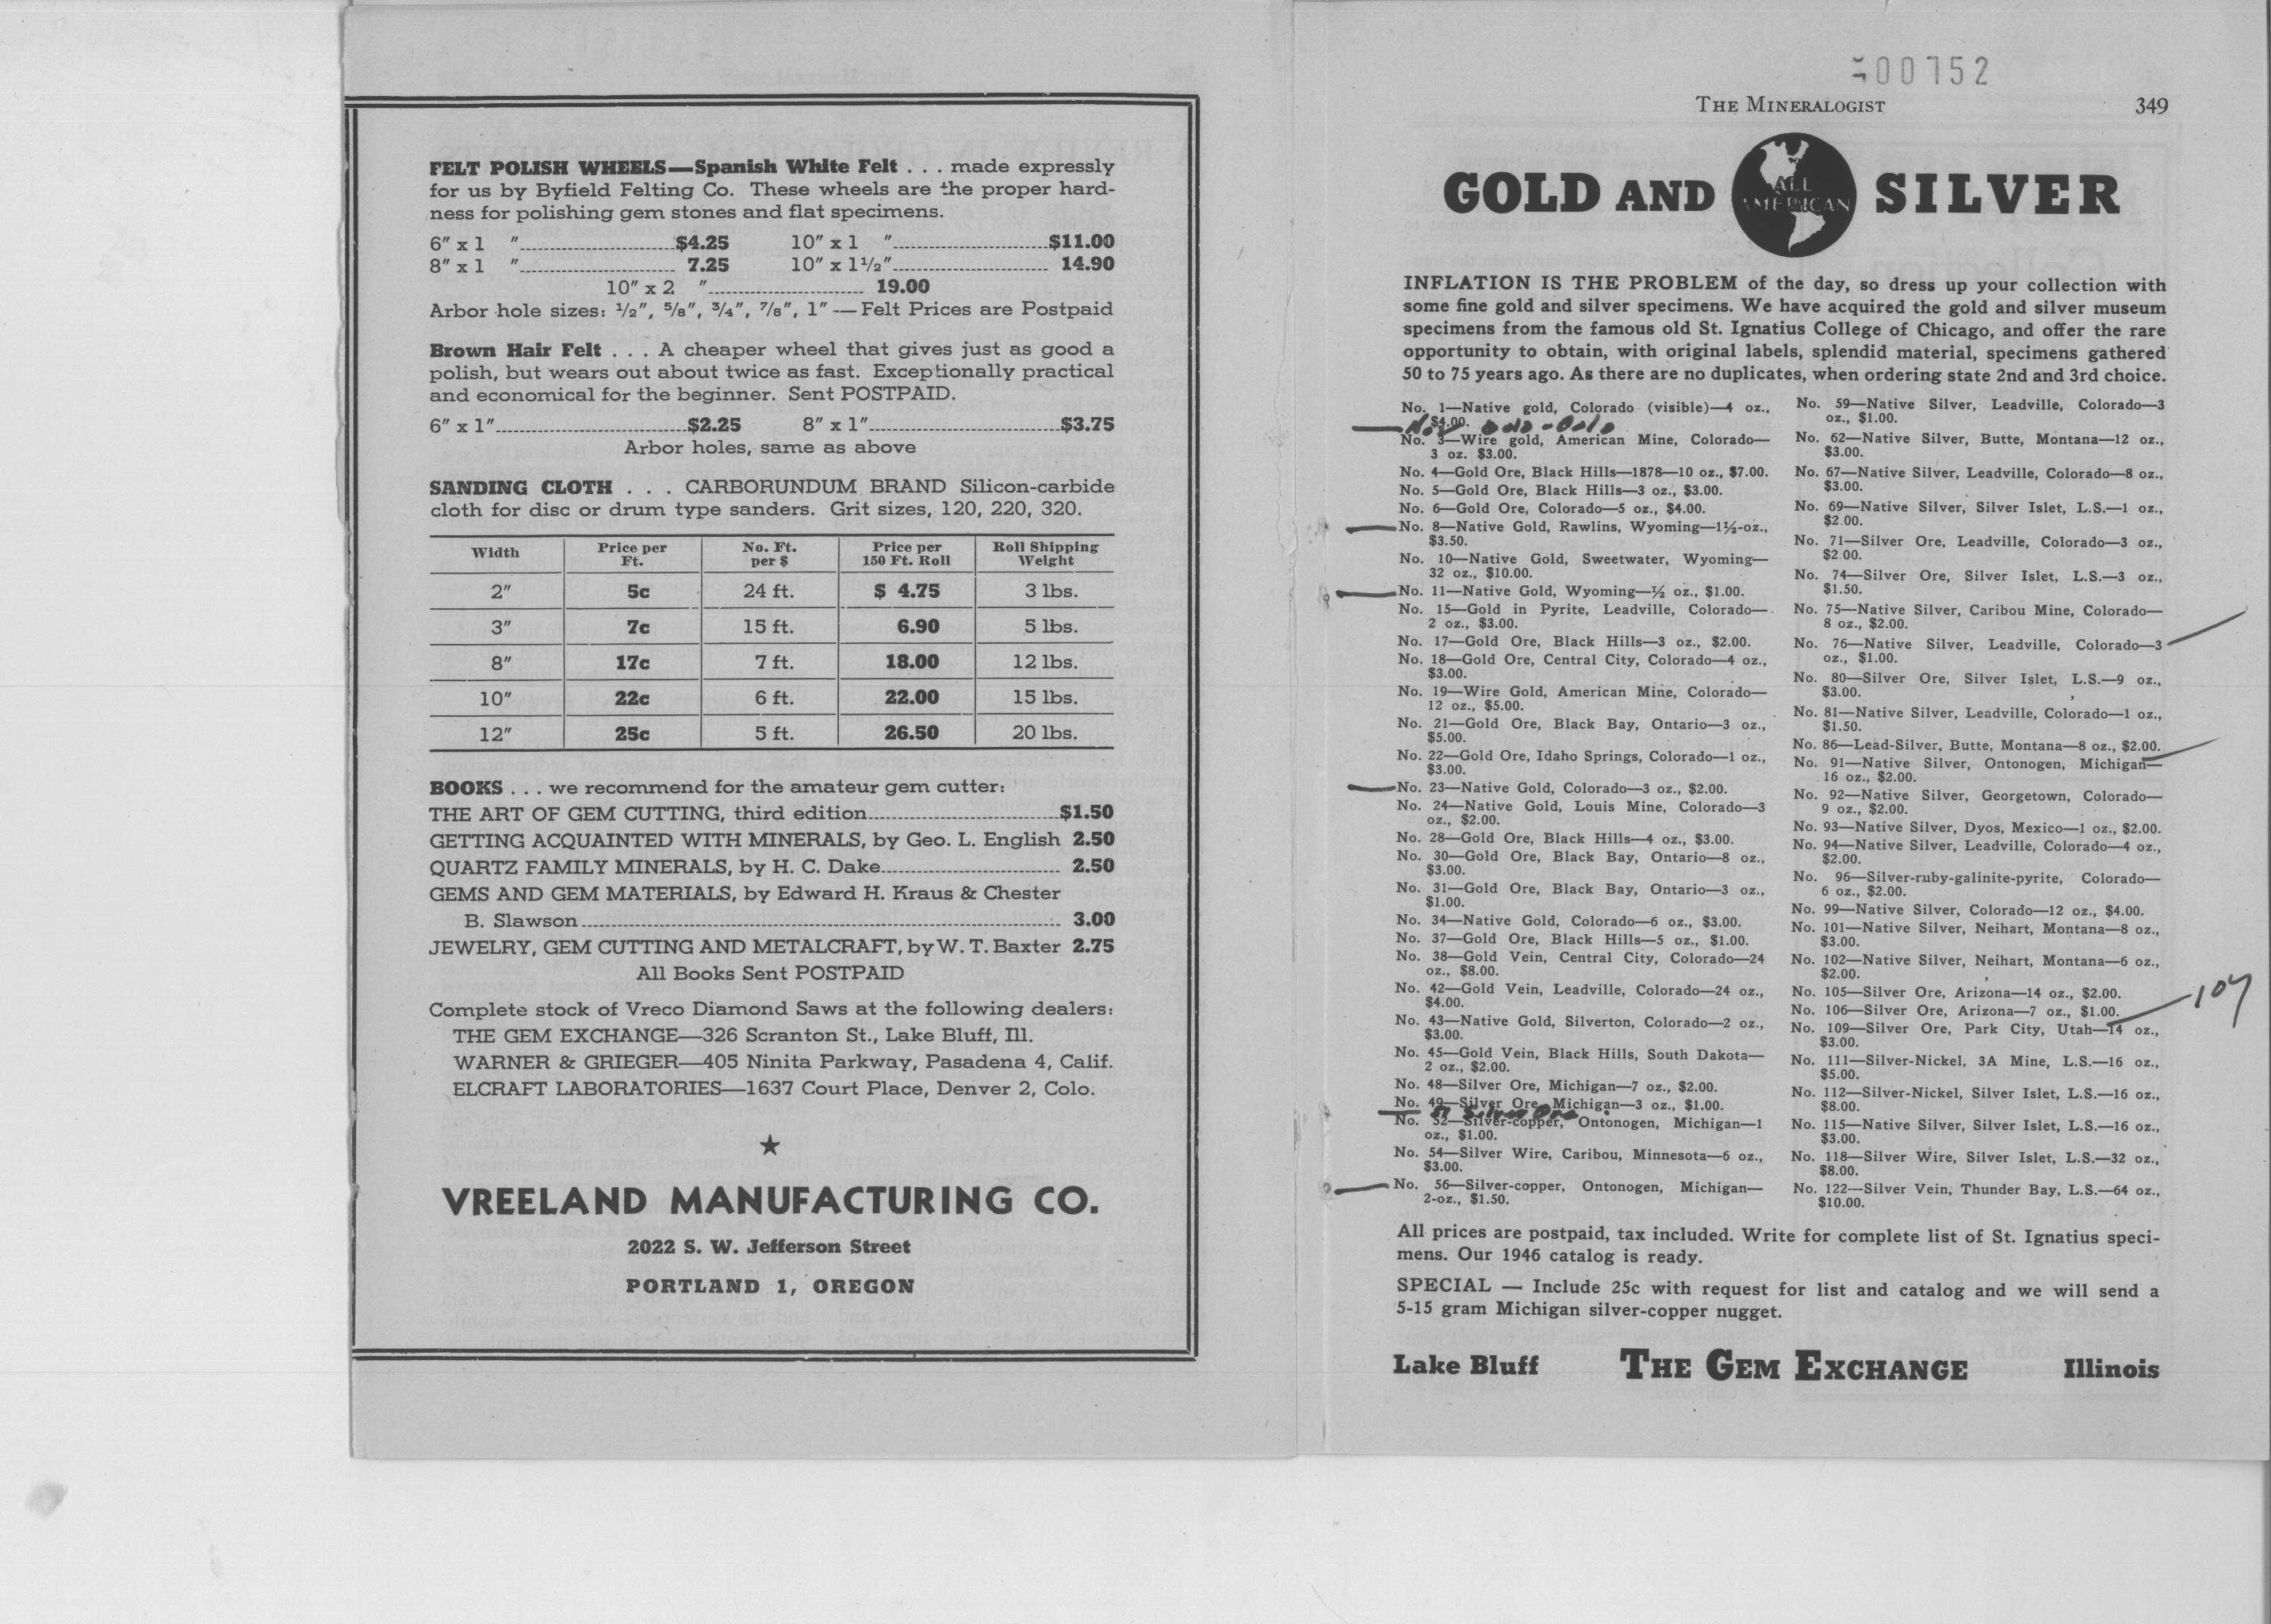 FELT POLISH WHEELS—Spanish White Felt . . . made expressly
for us by Byfield Felting Co. These wheels are the proper hard-
ness for polishing gem stones and flat specimens.
6" x 1 " $4.25 10" x 1 " $11.00
8" x 1 " 7.25 10" x 1½" 14.90
10" x 2 " 19.00
Arbor hole sizes: ½", ⅝", ¾", ⅞", 1" — Felt Prices are Postpaid
Brown Hair Felt . . . A cheaper wheel that gives just as good a
polish, but wears out about twice as fast. Exceptionally practical
and economical for the beginner. Sent POSTPAID.
6" x 1" $2.25 8" x 1" $3.75
Arbor holes, same as above
SANDING CLOTH . . . CARBORUNDUM BRAND Silicon-carbide
cloth for disc or drum type sanders. Grit sizes, 120, 220, 320.
Width Price per Ft. No. Ft. per $ Price per 150 Ft. Roll Roll Shipping Weight
2" 5c 24 ft. $ 4.75 3 lbs.
3" 7c 15 ft. 6.90 5 lbs.
8" 17c 7 ft. 18.00 12 lbs.
10" 22c 6 ft. 22.00 15 lbs.
12" 25c 5 ft. 26.50 20 lbs.
BOOKS . . . we recommend for the amateur gem cutter:
THE ART OF GEM CUTTING, third edition $1.50
GETTING ACQUAINTED WITH MINERALS, by Geo. L. English 2.50
QUARTZ FAMILY MINERALS, by H. C. Dake 2.50
GEMS AND GEM MATERIALS, by Edward H. Kraus & Chester
B. Slawson 3.00
JEWELRY, GEM CUTTING AND METALCRAFT, by W. T. Baxter 2.75
All Books Sent POSTPAID
Complete stock of Vreco Diamond Saws at the following dealers:
THE GEM EXCHANGE—326 Scranton St., Lake Bluff, Ill.
WARNER & GRIEGER—405 Ninita Parkway, Pasadena 4, Calif.
ELCRAFT LABORATORIES—1637 Court Place, Denver 2, Colo.
★
VREELAND MANUFACTURING CO.
2022 S. W. Jefferson Street
PORTLAND 1, OREGON
00752
THE MINERALOGIST 349
GOLD AND ALL AMERICAN SILVER
INFLATION IS THE PROBLEM of the day, so dress up your collection with
some fine gold and silver specimens. We have acquired the gold and silver museum
specimens from the famous old St. Ignatius College of Chicago, and offer the rare
opportunity to obtain, with original labels, splendid material, specimens gathered
50 to 75 years ago. As there are no duplicates, when ordering state 2nd and 3rd choice.
No. 1—Native gold, Colorado (visible)—4 oz.,
$4.00.
No. 3—Wire gold, American Mine, Colorado—
3 oz. $3.00.
No. 4—Gold Ore, Black Hills—1878—10 oz., $7.00.
No. 5—Gold Ore, Black Hills—3 oz., $3.00.
No. 6—Gold Ore, Colorado—5 oz., $4.00.
No. 8—Native Gold, Rawlins, Wyoming—1½-oz.,
$3.50.
No. 10—Native Gold, Sweetwater, Wyoming—
32 oz., $10.00.
No. 11—Native Gold, Wyoming—½ oz., $1.00.
No. 15—Gold in Pyrite, Leadville, Colorado—
2 oz., $3.00.
No. 17—Gold Ore, Black Hills—3 oz., $2.00.
No. 18—Gold Ore, Central City, Colorado—4 oz.,
$3.00.
No. 19—Wire Gold, American Mine, Colorado—
12 oz., $5.00.
No. 21—Gold Ore, Black Bay, Ontario—3 oz.,
$5.00.
No. 22—Gold Ore, Idaho Springs, Colorado—1 oz.,
$3.00.
No. 23—Native Gold, Colorado—3 oz., $2.00.
No. 24—Native Gold, Louis Mine, Colorado—3
oz., $2.00.
No. 28—Gold Ore, Black Hills—4 oz., $3.00.
No. 30—Gold Ore, Black Bay, Ontario—8 oz.,
$3.00.
No. 31—Gold Ore, Black Bay, Ontario—3 oz.,
$1.00.
No. 34—Native Gold, Colorado—6 oz., $3.00.
No. 37—Gold Ore, Black Hills—5 oz., $1.00.
No. 38—Gold Vein, Central City, Colorado—24
oz., $8.00.
No. 42—Gold Vein, Leadville, Colorado—24 oz.,
$4.00.
No. 43—Native Gold, Silverton, Colorado—2 oz.,
$3.00.
No. 45—Gold Vein, Black Hills, South Dakota—
2 oz., $2.00.
No. 48—Silver Ore, Michigan—7 oz., $2.00.
No. 49—Silver Ore, Michigan—3 oz., $1.00.
Silver Ore
No. 52—Silver-copper, Ontonogen, Michigan—1
oz., $1.00.
No. 54—Silver Wire, Caribou, Minnesota—6 oz.,
$3.00.
No. 56—Silver-copper, Ontonogen, Michigan—
2-oz., $1.50.
No. 59—Native Silver, Leadville, Colorado—3
oz., $1.00.
No. 62—Native Silver, Butte, Montana—12 oz.,
$3.00.
No. 67—Native Silver, Leadville, Colorado—8 oz.,
$3.00.
No. 69—Native Silver, Silver Islet, L.S.—1 oz.,
$2.00.
No. 71—Silver Ore, Leadville, Colorado—3 oz.,
$2.00.
No. 74—Silver Ore, Silver Islet, L.S.—3 oz.,
$1.50.
No. 75—Native Silver, Caribou Mine, Colorado—
8 oz., $2.00.
No. 76—Native Silver, Leadville, Colorado—3
oz., $1.00.
No. 80—Silver Ore, Silver Islet, L.S.—9 oz.,
$3.00.
No. 81—Native Silver, Leadville, Colorado—1 oz.,
$1.50.
No. 86—Lead-Silver, Butte, Montana—8 oz., $2.00.
No. 91—Native Silver, Ontonogen, Michigan—
16 oz., $2.00.
No. 92—Native Silver, Georgetown, Colorado—
9 oz., $2.00.
No. 93—Native Silver, Dyos, Mexico—1 oz., $2.00.
No. 94—Native Silver, Leadville, Colorado—4 oz.,
$2.00.
No. 96—Silver-ruby-galinite-pyrite, Colorado—
6 oz., $2.00.
No. 99—Native Silver, Colorado—12 oz., $4.00.
No. 101—Native Silver, Neihart, Montana—8 oz.,
$3.00.
No. 102—Native Silver, Neihart, Montana—6 oz.,
$2.00.
No. 105—Silver Ore, Arizona—14 oz., $2.00.
107
No. 106—Silver Ore, Arizona—7 oz., $1.00.
No. 109—Silver Ore, Park City, Utah—14 oz.,
$3.00.
No. 111—Silver-Nickel, 3A Mine, L.S.—16 oz.,
$5.00.
No. 112—Silver-Nickel, Silver Islet, L.S.—16 oz.,
$8.00.
No. 115—Native Silver, Silver Islet, L.S.—16 oz.,
$3.00.
No. 118—Silver Wire, Silver Islet, L.S.—32 oz.,
$8.00.
No. 122—Silver Vein, Thunder Bay, L.S.—64 oz.,
$10.00.
All prices are postpaid, tax included. Write for complete list of St. Ignatius speci-
mens. Our 1946 catalog is ready.
SPECIAL — Include 25c with request for list and catalog and we will send a
5-15 gram Michigan silver-copper nugget.
Lake Bluff THE GEM EXCHANGE Illinois